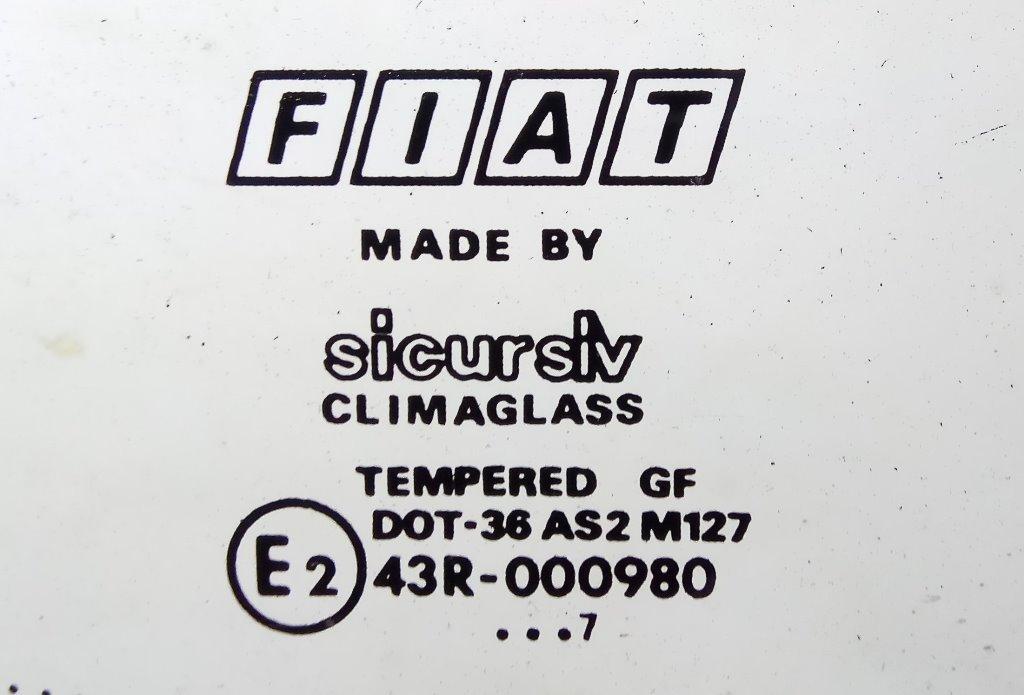 FIAT
MADE BY
sicursiv
CLIMAGLASS
TEMPERED GF
DOT-36 AS2 M127
E2 43R-000980
...7